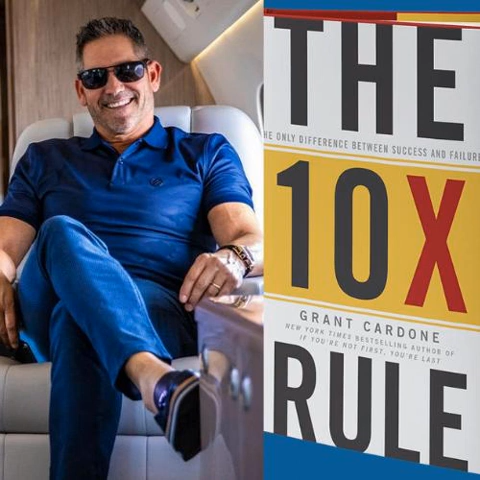 THE
HE ONLY DIFFERENCE BETWEEN SUCCESS AND FAILURE
10X
GRANT CARDONE
NEW YORK TIMES BESTSELLING AUTHOR OF
IF YOU'RE NOT FIRST, YOU'RE LAST
RULE